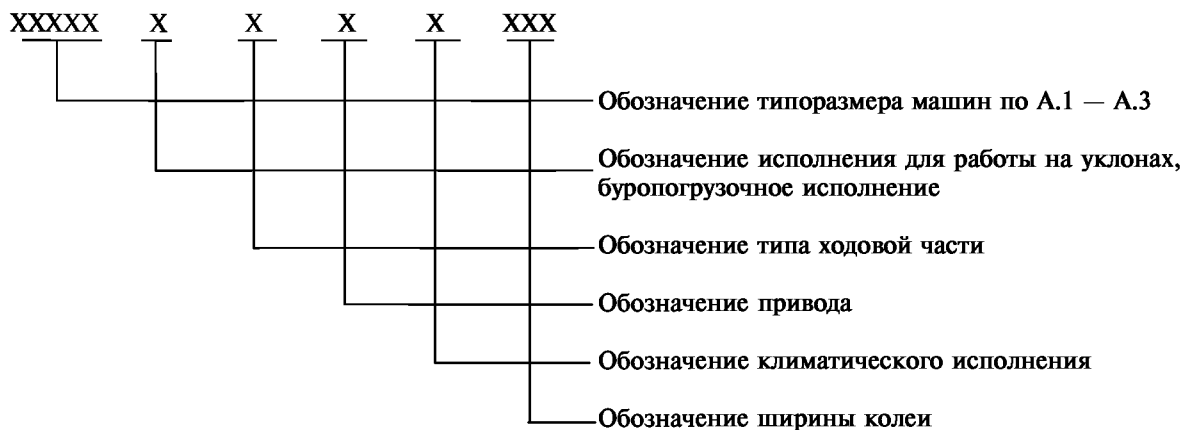 XXXXX X X X X XXX
Обозначение типоразмера машин по А.1 — А.3
Обозначение исполнения для работы на уклонах,
буропогрузочное исполнение
Обозначение типа ходовой части
Обозначение привода
Обозначение климатического исполнения
Обозначение ширины колеи